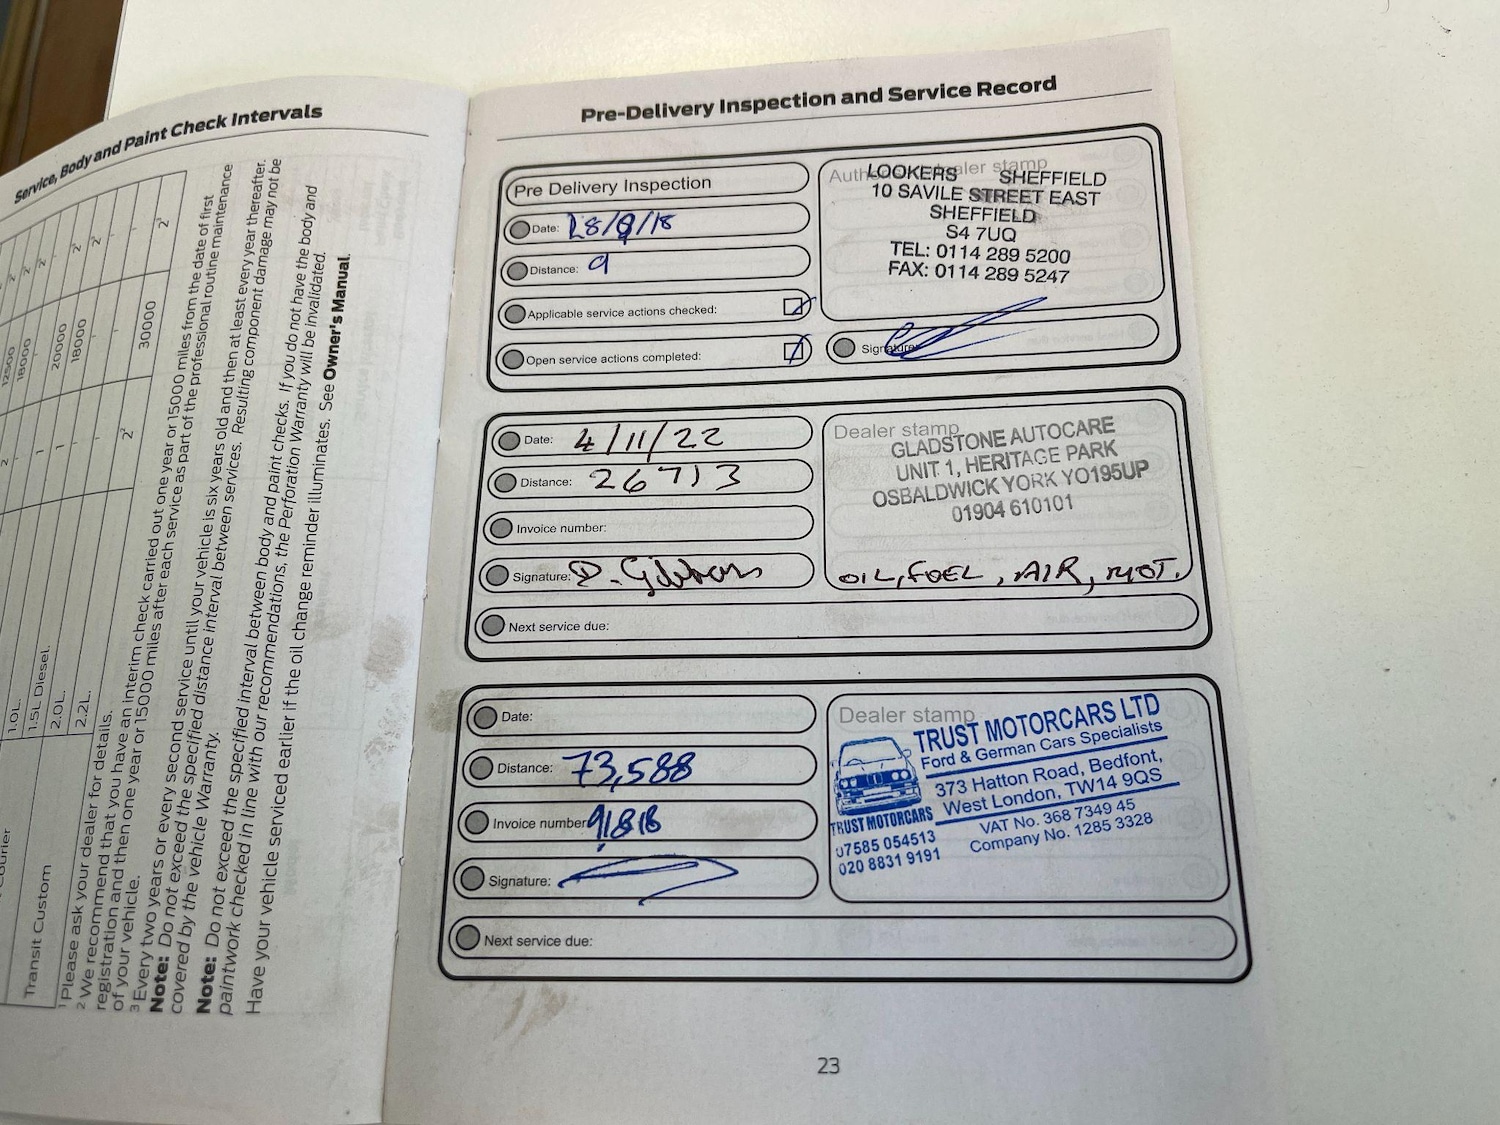 Service, Body and Paint Check Intervals
12500
18000
20000
18000
30000
1.0L.
1.5L Diesel.
2.0L.
2.2L.
Transit Custom
1 Please ask your dealer for details.
2 We recommend that you have an interim check carried out one year or 15000 miles from the date of first
registration and then one year or 15000 miles after each service as part of the professional routine maintenance
of your vehicle.
3 Every two years or every second service until your vehicle is six years old and then at least every year thereafter.
Note: Do not exceed the specified distance interval between services. Resulting component damage may not be
covered by the vehicle Warranty.
Note: Do not exceed the specified interval between body and paint checks. If you do not have the body and
paintwork checked in line with our recommendations, the Perforation Warranty will be invalidated.
Have your vehicle serviced earlier if the oil change reminder illuminates. See Owner's Manual.
Pre-Delivery Inspection and Service Record
Pre Delivery Inspection
Date: 18/9/18
Distance: 9
Applicable service actions checked:
Open service actions completed:
dealer stamp
LOOKERS SHEFFIELD
10 SAVILE STREET EAST
SHEFFIELD
S4 7UQ
TEL: 0114 289 5200
FAX: 0114 289 5247
Signature:
Date: 4/11/22
Distance: 26713
Invoice number:
Signature: D. Gibbons
Dealer stamp
GLADSTONE AUTOCARE
UNIT 1, HERITAGE PARK
OSBALDWICK YORK YO195UP
01904 610101
OIL, FUEL, AIR, MOT.
Next service due:
Date:
Distance: 73,588
Invoice number
Signature:
Dealer stamp
TRUST MOTORCARS LTD
Ford & German Cars Specialists
373 Hatton Road, Bedfont,
West London, TW14 9QS
TRUST MOTORCARS
VAT No. 368 7349 45
Company No. 1285 3328
07585 054513
020 8831 9191
Next service due:
23